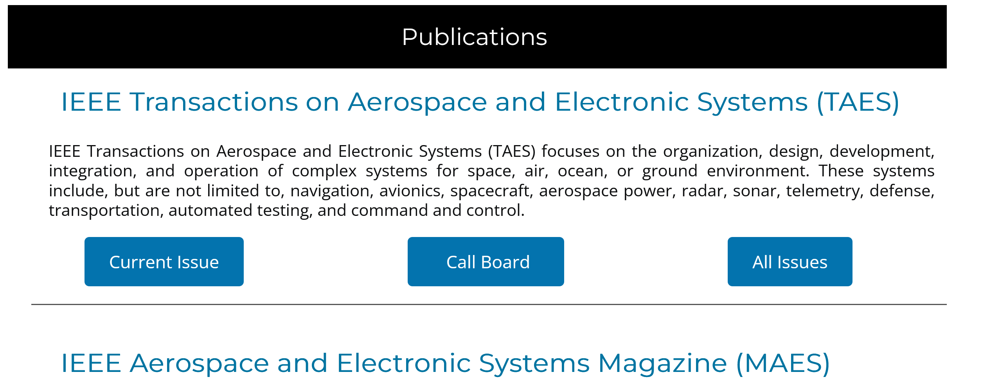 Publications
IEEE Transactions on Aerospace and Electronic Systems (TAES)
IEEE Transactions on Aerospace and Electronic Systems (TAES) focuses on the organization, design, development,
integration, and operation of complex systems for space, air, ocean, or ground environment. These systems
include, but are not limited to, navigation, avionics, spacecraft, aerospace power, radar, sonar, telemetry, defense,
transportation, automated testing, and command and control.
Current Issue
Call Board
All Issues
IEEE Aerospace and Electronic Systems Magazine (MAES)